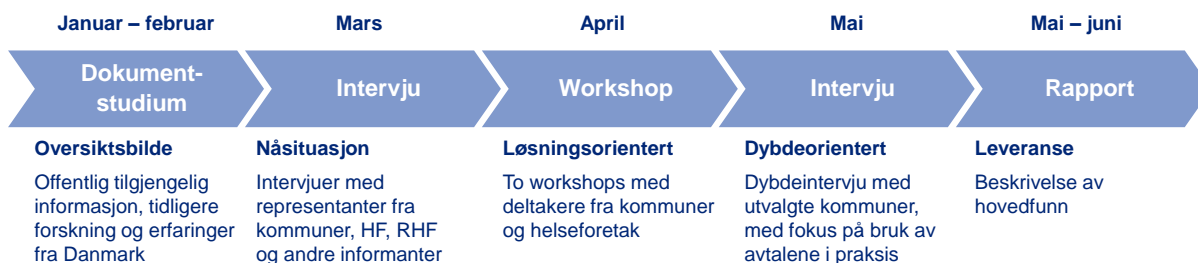 Januar – februar
Mars
April
Mai
Mai – juni
Dokument-
studium
Intervju
Workshop
Intervju
Rapport
Oversiktsbilde
Offentlig tilgjengelig
informasjon, tidligere
forskning og erfaringer
fra Danmark
Nåsituasjon
Intervjuer med
representanter fra
kommuner, HF, RHF
og andre informanter
Løsningsorientert
To workshops med
deltakere fra kommuner
og helseforetak
Dybdeorientert
Dybdeintervju med
utvalgte kommuner,
med fokus på bruk av
avtalene i praksis
Leveranse
Beskrivelse av
hovedfunn